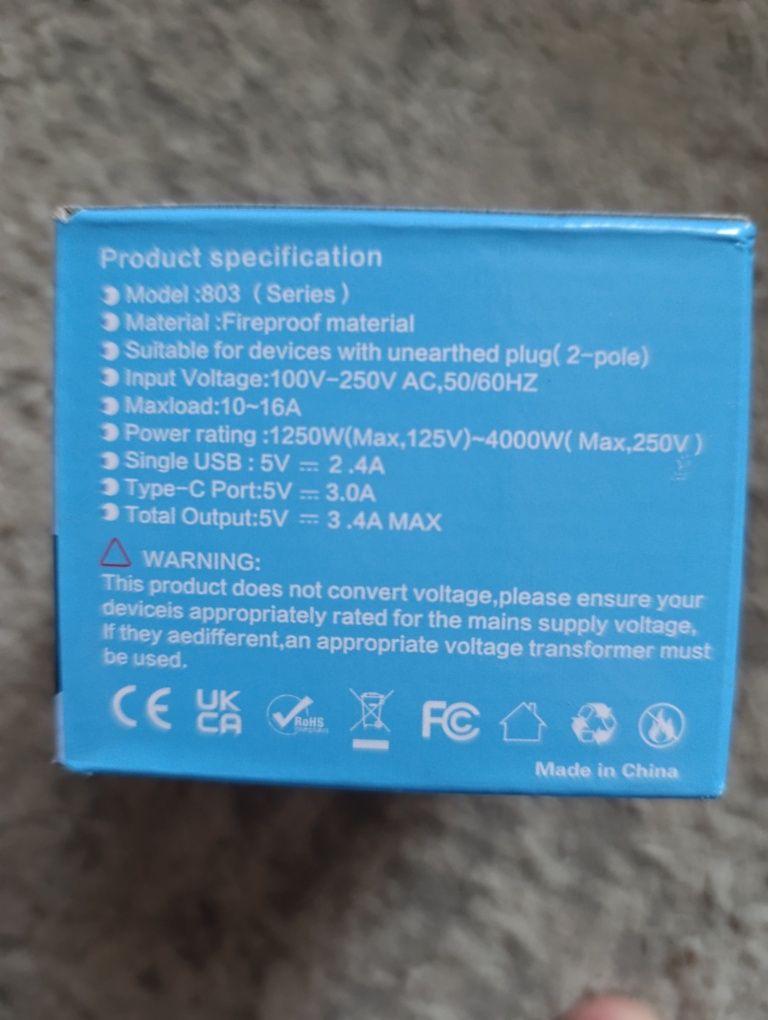 Product specification
Model :803 ( Series )
Material :Fireproof material
Suitable for devices with unearthed plug( 2-pole)
Input Voltage:100V-250V AC,50/60HZ
Maxload:10~16A
Power rating :1250W(Max,125V)~4000W( Max,250V )
Single USB : 5V ⎓ 2 .4A
Type-C Port:5V ⎓ 3.0A
Total Output:5V ⎓ 3 .4A MAX
WARNING:
This product does not convert voltage,please ensure your
deviceis appropriately rated for the mains supply voltage,
If they aedifferent,an appropriate voltage transformer must
be used.
CE UK CA RoHS FC
Made in China